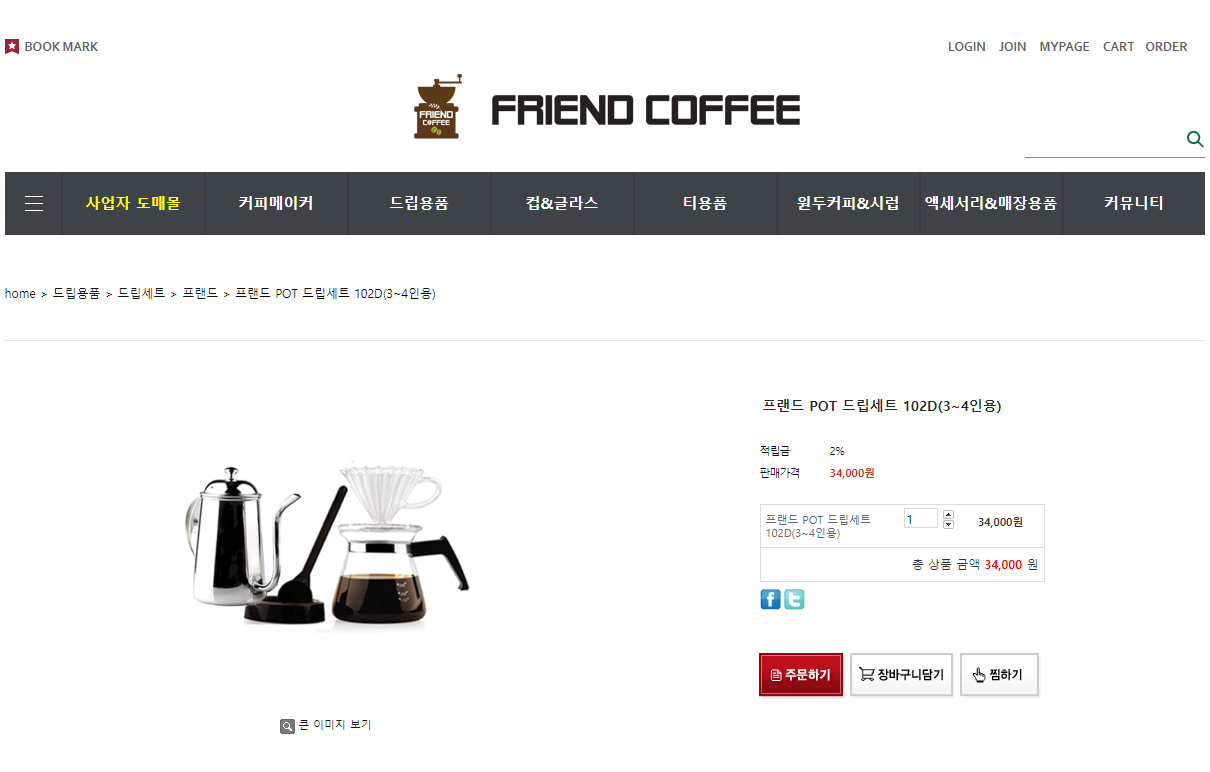 BOOK MARK
LOGIN JOIN MYPAGE CART ORDER
FRIEND
COFFEE
FRIEND COFFEE
사업자 도매몰 커피메이커 드립용품 컵&글라스 티용품 원두커피&시럽 액세서리&매장용품 커뮤니티
home > 드립용품 > 드립세트 > 프랜드 > 프랜드 POT 드립세트 102D(3~4인용)
프랜드 POT 드립세트 102D(3~4인용)
적립금 2%
판매가격 34,000원
프랜드 POT 드립세트 1 34,000원
102D(3~4인용)
총 상품 금액 34,000 원
주문하기 장바구니담기 찜하기
큰 이미지 보기